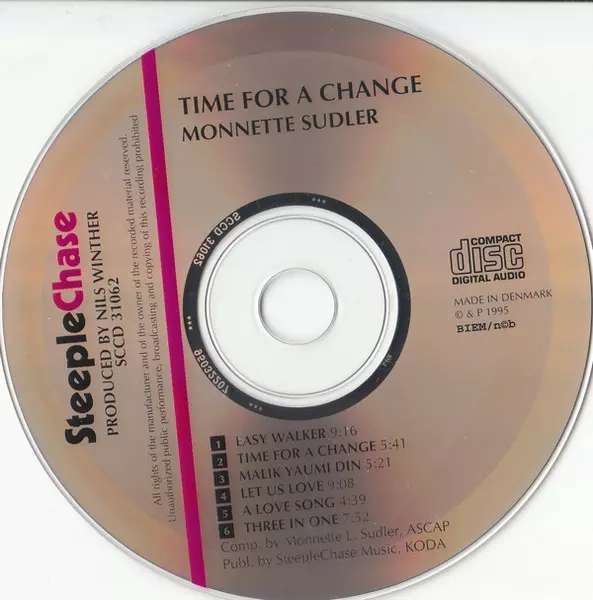 TIME FOR A CHANGE
MONNETTE SUDLER
SteepleChase
PRODUCED BY NILS WINTHER
SCCD 31062
All rights of the manufacturer and of the owner of the recorded material reserved.
Unauthorized public performance, broadcasting and copying of this recording prohibited
SCCD 31062
95032207
COMPACT
disc
DIGITAL AUDIO
MADE IN DENMARK
© & P 1995
BIEM/n©b
1 EASY WALKER 9:16
2 TIME FOR A CHANGE 5:41
3 MALIK YAUMI DIN 5:21
4 LET US LOVE 9:08
5 A LOVE SONG 4:39
6 THREE IN ONE 7:52
Comp. by Monnette L. Sudler, ASCAP
Publ. by SteepleChase Music, KODA